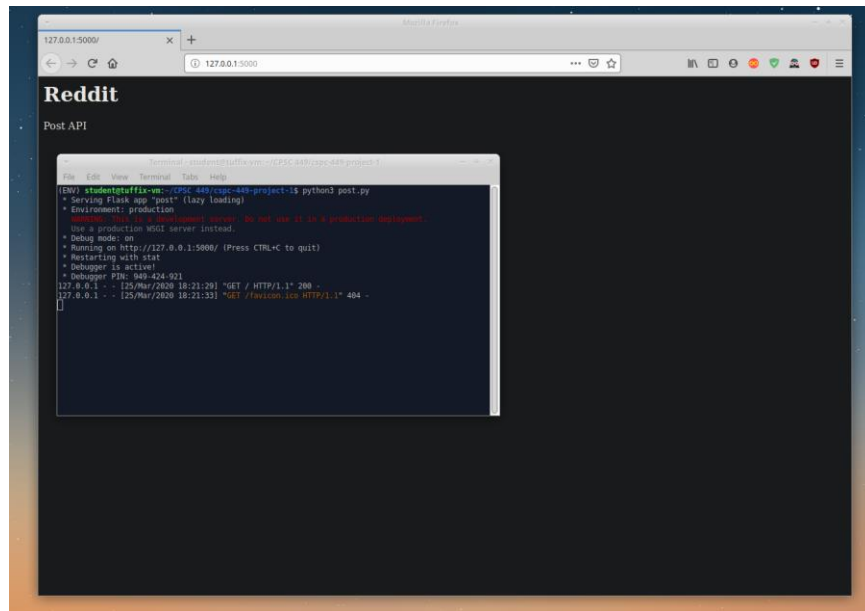 Mozilla Firefox
127.0.0.1:5000/
127.0.0.1:5000
Reddit
Post API
Terminal - student@tuffix-vm: ~/CPSC 449/cspc-449-project-1
File Edit View Terminal Tabs Help
(ENV) student@tuffix-vm:~/CPSC 449/cspc-449-project-1$ python3 post.py
* Serving Flask app "post" (lazy loading)
* Environment: production
WARNING: This is a development server. Do not use it in a production deployment.
Use a production WSGI server instead.
* Debug mode: on
* Running on http://127.0.0.1:5000/ (Press CTRL+C to quit)
* Restarting with stat
* Debugger is active!
* Debugger PIN: 949-424-921
127.0.0.1 - - [25/Mar/2020 18:21:29] "GET / HTTP/1.1" 200 -
127.0.0.1 - - [25/Mar/2020 18:21:33] "GET /favicon.ico HTTP/1.1" 404 -